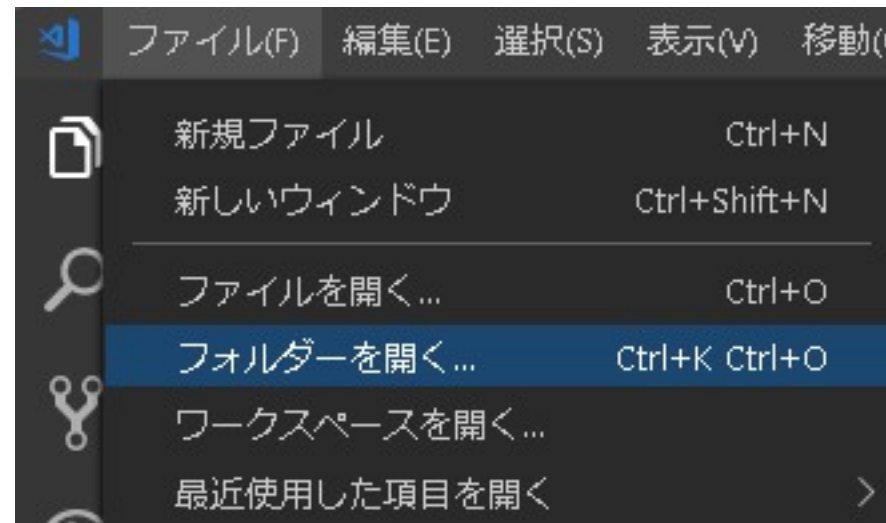 ファイル(F) 編集(E) 選択(S) 表示(V) 移動(
新規ファイル Ctrl+N
新しいウィンドウ Ctrl+Shift+N
ファイルを開く... Ctrl+O
フォルダーを開く... Ctrl+K Ctrl+O
ワークスペースを開く...
最近使用した項目を開く